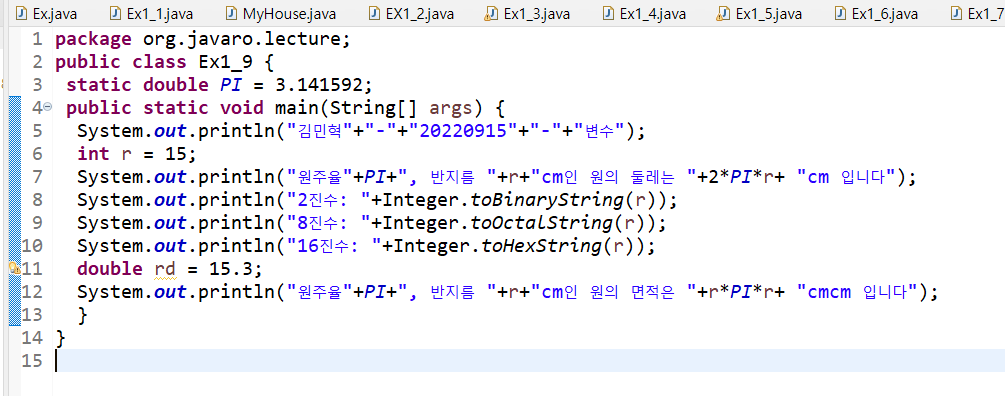 Ex.java Ex1_1.java MyHouse.java EX1_2.java Ex1_3.java Ex1_4.java Ex1_5.java Ex1_6.java Ex1_7
1 package org.javaro.lecture;
2 public class Ex1_9 {
3 static double PI = 3.141592;
4 public static void main(String[] args) {
5 System.out.println("김민혁"+"-"+"20220915"+"-"+"변수");
6 int r = 15;
7 System.out.println("원주율"+PI+", 반지름 "+r+"cm인 원의 둘레는 "+2*PI*r+ "cm 입니다");
8 System.out.println("2진수: "+Integer.toBinaryString(r));
9 System.out.println("8진수: "+Integer.toOctalString(r));
10 System.out.println("16진수: "+Integer.toHexString(r));
11 double rd = 15.3;
12 System.out.println("원주율"+PI+", 반지름 "+r+"cm인 원의 면적은 "+r*PI*r+ "cmcm 입니다");
13 }
14 }
15